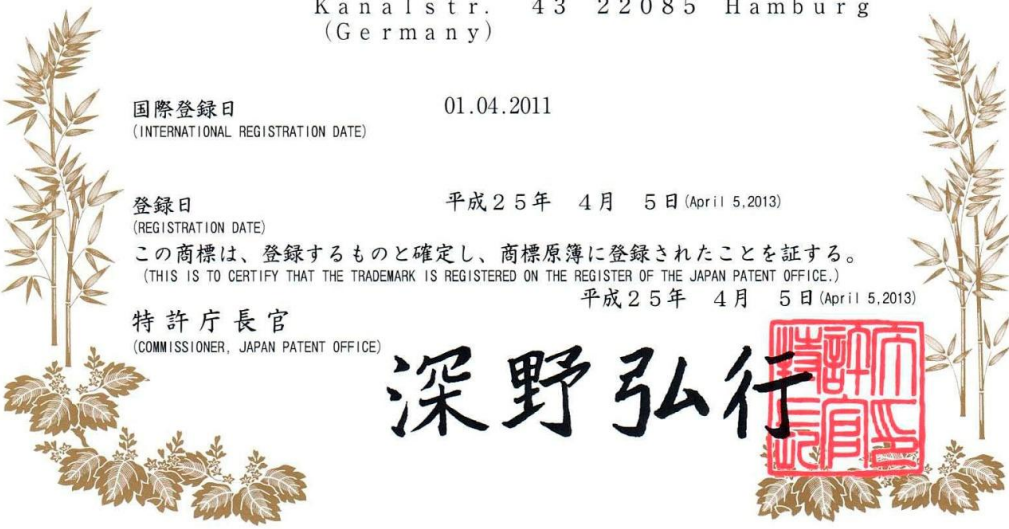 Kanalstr. 43 22085 Hamburg
(Germany)
国際登録日 01.04.2011
(INTERNATIONAL REGISTRATION DATE)
登録日 平成25年 4月 5日(April 5,2013)
(REGISTRATION DATE)
この商標は、登録するものと確定し、商標原簿に登録されたことを証する。
(THIS IS TO CERTIFY THAT THE TRADEMARK IS REGISTERED ON THE REGISTER OF THE JAPAN PATENT OFFICE.)
平成25年 4月 5日(April 5,2013)
特許庁長官
(COMMISSIONER, JAPAN PATENT OFFICE)
深野弘行